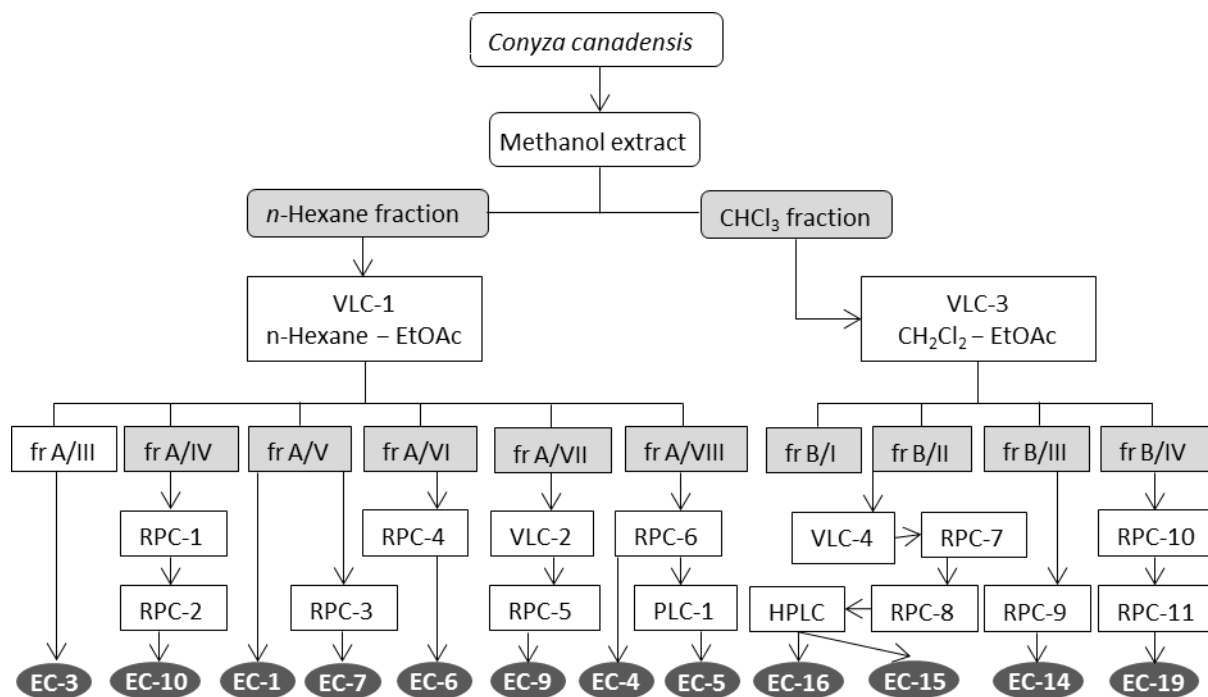 Conyza canadensis
Methanol extract
n-Hexane fraction
CHCl₃ fraction
VLC-1
n-Hexane – EtOAc
VLC-3
CH₂Cl₂ – EtOAc
fr A/III
fr A/IV
fr A/V
fr A/VI
fr A/VII
fr A/VIII
fr B/I
fr B/II
fr B/III
fr B/IV
RPC-1
RPC-4
VLC-2
RPC-6
VLC-4
RPC-7
RPC-10
RPC-2
RPC-3
RPC-5
PLC-1
HPLC
RPC-8
RPC-9
RPC-11
EC-3
EC-10
EC-1
EC-7
EC-6
EC-9
EC-4
EC-5
EC-16
EC-15
EC-14
EC-19